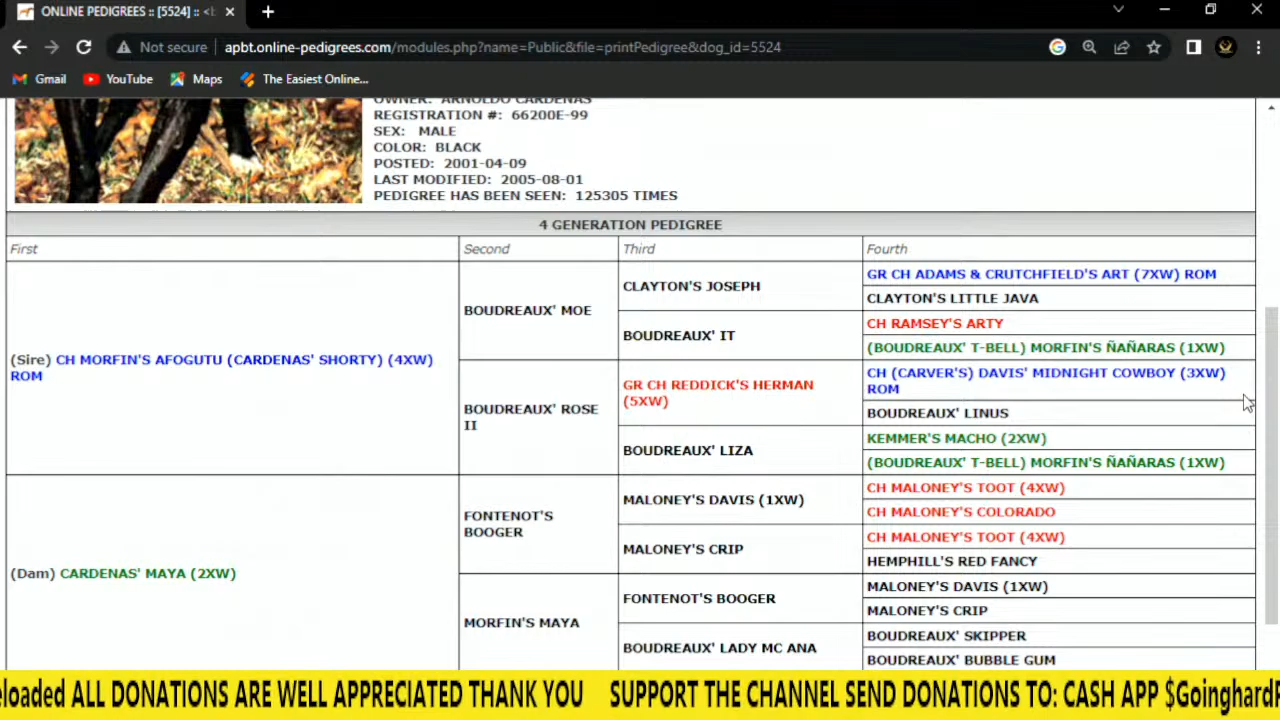 ONLINE PEDIGREES :: [5524] :: <b
Not secure apbt.online-pedigrees.com/modules.php?name=Public&file=printPedigree&dog_id=5524
Gmail YouTube Maps The Easiest Online...
OWNER: ARNOLDO CARDENAS
REGISTRATION #: 66200E-99
SEX: MALE
COLOR: BLACK
POSTED: 2001-04-09
LAST MODIFIED: 2005-08-01
PEDIGREE HAS BEEN SEEN: 125305 TIMES
4 GENERATION PEDIGREE
First Second Third Fourth
(Sire) CH MORFIN'S AFOGUTU (CARDENAS' SHORTY) (4XW)
ROM
BOUDREAUX' MOE
CLAYTON'S JOSEPH
GR CH ADAMS & CRUTCHFIELD'S ART (7XW) ROM
CLAYTON'S LITTLE JAVA
BOUDREAUX' IT
CH RAMSEY'S ARTY
(BOUDREAUX' T-BELL) MORFIN'S ÑAÑARAS (1XW)
BOUDREAUX' ROSE
II
GR CH REDDICK'S HERMAN
(5XW)
CH (CARVER'S) DAVIS' MIDNIGHT COWBOY (3XW)
ROM
BOUDREAUX' LINUS
BOUDREAUX' LIZA
KEMMER'S MACHO (2XW)
(BOUDREAUX' T-BELL) MORFIN'S ÑAÑARAS (1XW)
(Dam) CARDENAS' MAYA (2XW)
FONTENOT'S
BOOGER
MALONEY'S DAVIS (1XW)
CH MALONEY'S TOOT (4XW)
CH MALONEY'S COLORADO
MALONEY'S CRIP
CH MALONEY'S TOOT (4XW)
HEMPHILL'S RED FANCY
MORFIN'S MAYA
FONTENOT'S BOOGER
MALONEY'S DAVIS (1XW)
MALONEY'S CRIP
BOUDREAUX' LADY MC ANA
BOUDREAUX' SKIPPER
BOUDREAUX' BUBBLE GUM
eloaded ALL DONATIONS ARE WELL APPRECIATED THANK YOU SUPPORT THE CHANNEL SEND DONATIONS TO: CASH APP $Goinghard